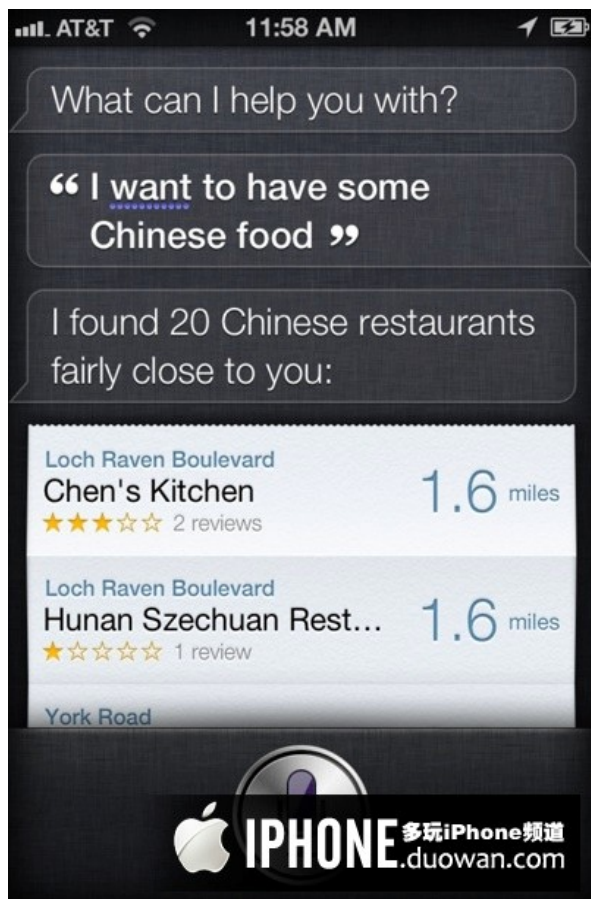 AT&T 11:58 AM
What can I help you with?
“ I want to have some
Chinese food ”
I found 20 Chinese restaurants
fairly close to you:
Loch Raven Boulevard
Chen's Kitchen
1.6 miles
2 reviews
Loch Raven Boulevard
Hunan Szechuan Rest...
1.6 miles
1 review
York Road
IPHONE 多玩iPhone频道
.duowan.com